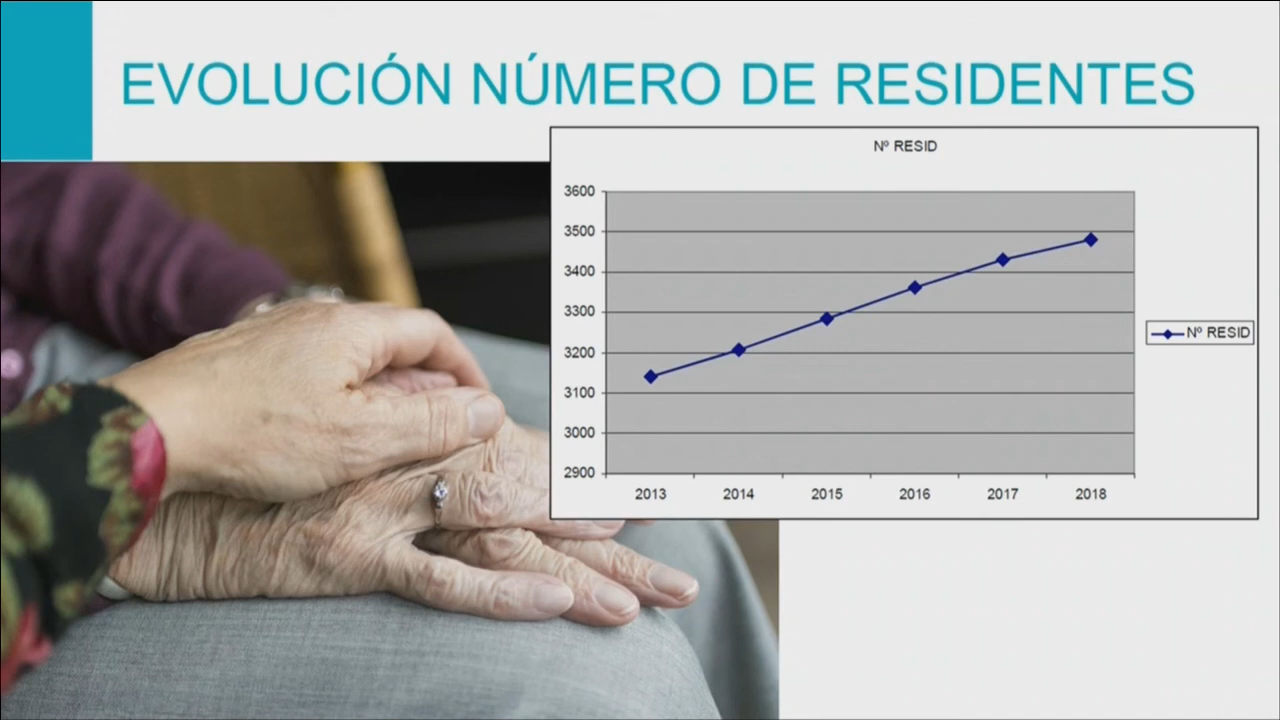 EVOLUCIÓN NÚMERO DE RESIDENTES
Nº RESID
3600
3500
3400
3300
3200
3100
3000
2900
2013 2014 2015 2016 2017 2018
Nº RESID